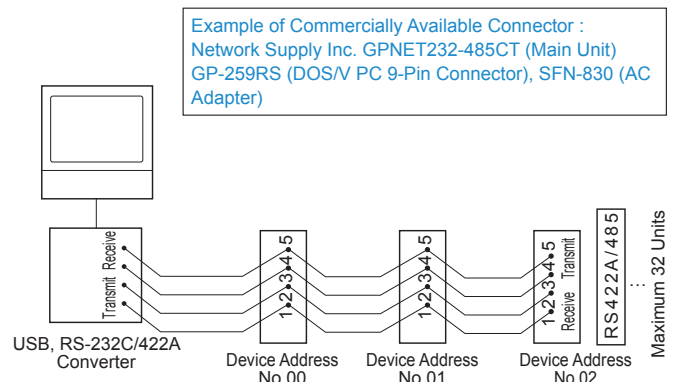 Example of Commercially Available Connector :
Network Supply Inc. GPNET232-485CT (Main Unit)
GP-259RS (DOS/V PC 9-Pin Connector), SFN-830 (AC
Adapter)
Transmit Receive
USB, RS-232C/422A
Converter
1 2 3 4 5
Device Address
No.00
1 2 3 4 5
Device Address
No.01
1 2 3 4 5
Receive Transmit
Device Address
No.02
RS422A/485
...
Maximum 32 Units